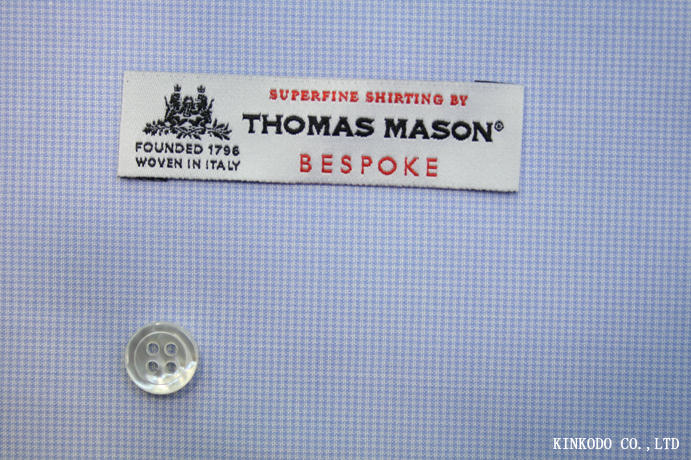 SUPERFINE SHIRTING BY
THOMAS MASON®
BESPOKE
FOUNDED 1796
WOVEN IN ITALY
KINKODO CO.,LTD